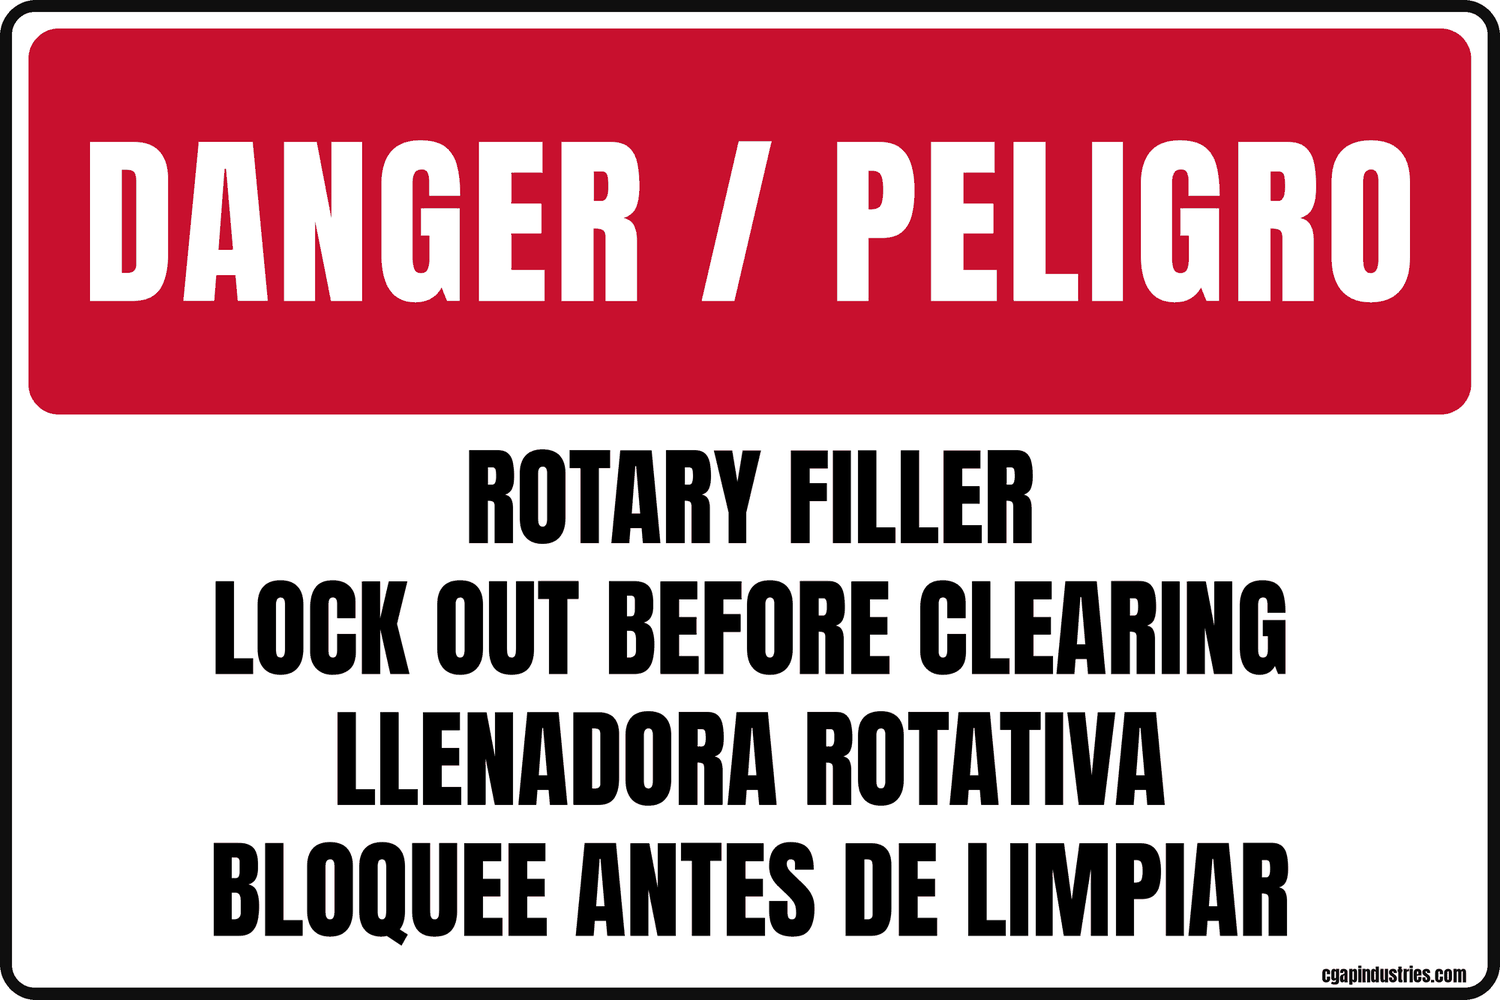 DANGER / PELIGRO
ROTARY FILLER
LOCK OUT BEFORE CLEARING
LLENADORA ROTATIVA
BLOQUEE ANTES DE LIMPIAR
cgapindustries.com